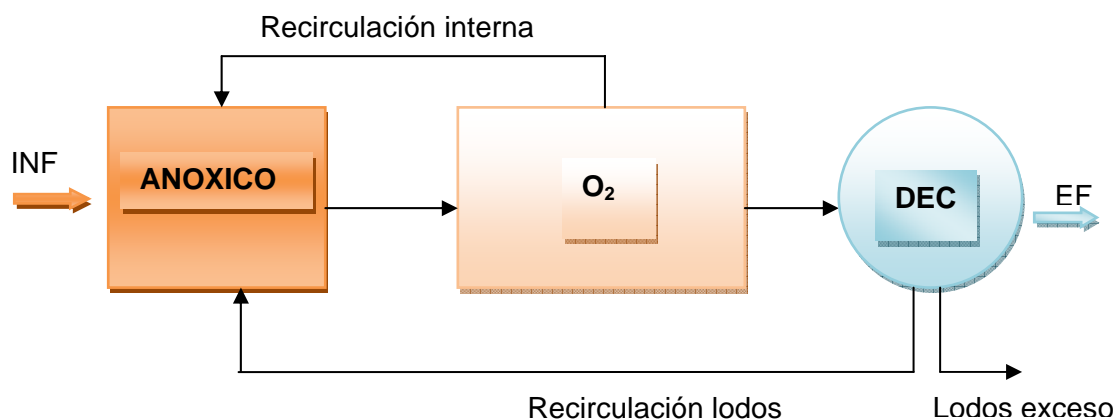 Recirculación interna
INF
ANOXICO
O₂
DEC
EF
Recirculación lodos
Lodos exceso